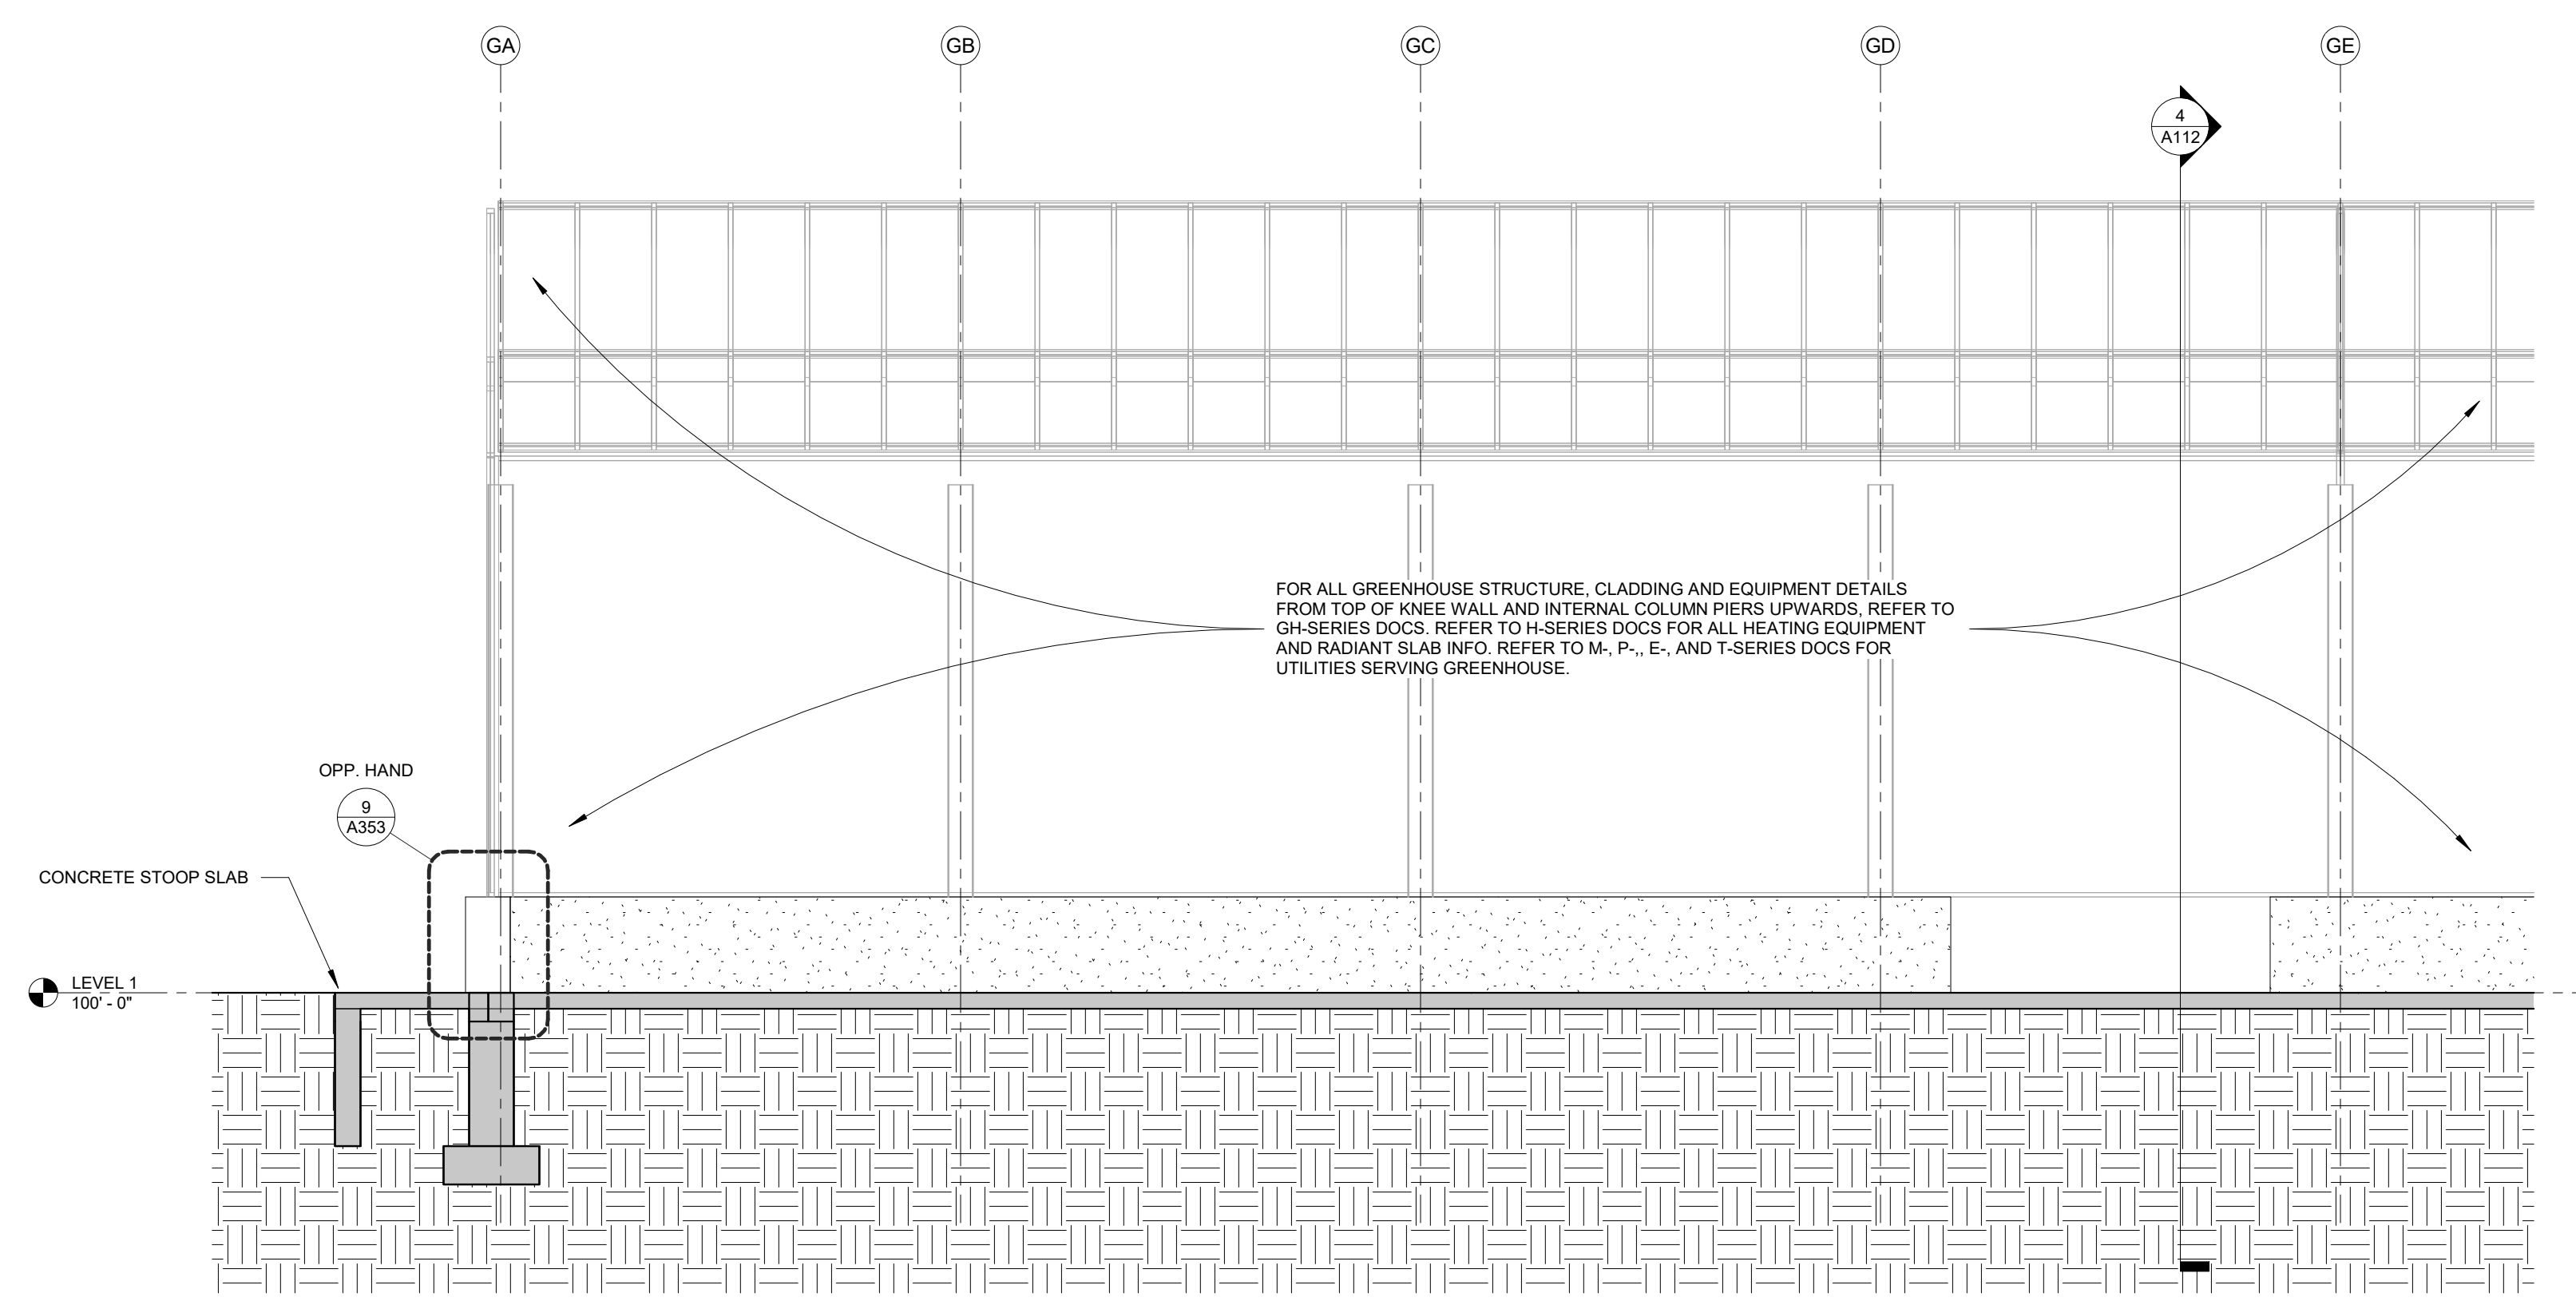 GA
GB
GC
GD
GE
4
A112
FOR ALL GREENHOUSE STRUCTURE, CLADDING AND EQUIPMENT DETAILS
FROM TOP OF KNEE WALL AND INTERNAL COLUMN PIERS UPWARDS, REFER TO
GH-SERIES DOCS. REFER TO H-SERIES DOCS FOR ALL HEATING EQUIPMENT
AND RADIANT SLAB INFO. REFER TO M-, P-,, E-, AND T-SERIES DOCS FOR
UTILITIES SERVING GREENHOUSE.
OPP. HAND
9
A353
CONCRETE STOOP SLAB
LEVEL 1
100' - 0"